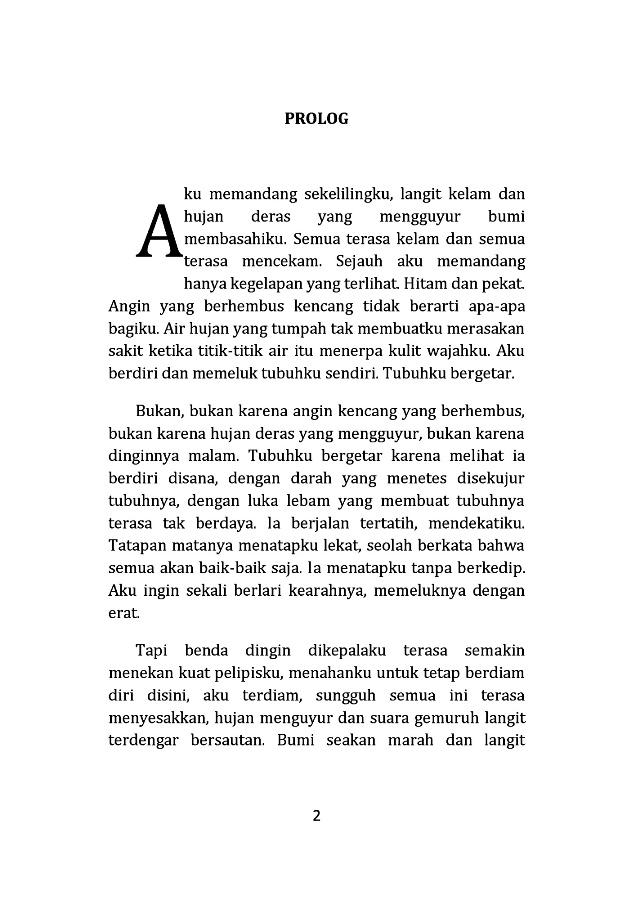 PROLOG
Aku memandang sekelilingku, langit kelam dan
hujan deras yang mengguyur bumi
membasahiku. Semua terasa kelam dan semua
terasa mencekam. Sejauh aku memandang
hanya kegelapan yang terlihat. Hitam dan pekat.
Angin yang berhembus kencang tidak berarti apa-apa
bagiku. Air hujan yang tumpah tak membuatku merasakan
sakit ketika titik-titik air itu menerpa kulit wajahku. Aku
berdiri dan memeluk tubuhku sendiri. Tubuhku bergetar.
Bukan, bukan karena angin kencang yang berhembus,
bukan karena hujan deras yang mengguyur, bukan karena
dinginnya malam. Tubuhku bergetar karena melihat ia
berdiri disana, dengan darah yang menetes disekujur
tubuhnya, dengan luka lebam yang membuat tubuhnya
terasa tak berdaya. Ia berjalan tertatih, mendekatiku.
Tatapan matanya menatapku lekat, seolah berkata bahwa
semua akan baik-baik saja. Ia menatapku tanpa berkedip.
Aku ingin sekali berlari kearahnya, memeluknya dengan
erat.
Tapi benda dingin dikepalaku terasa semakin
menekan kuat pelipisku, menahanku untuk tetap berdiam
diri disini, aku terdiam, sungguh semua ini terasa
menyesakkan, hujan menguyur dan suara gemuruh langit
terdengar bersautan. Bumi seakan marah dan langit
2